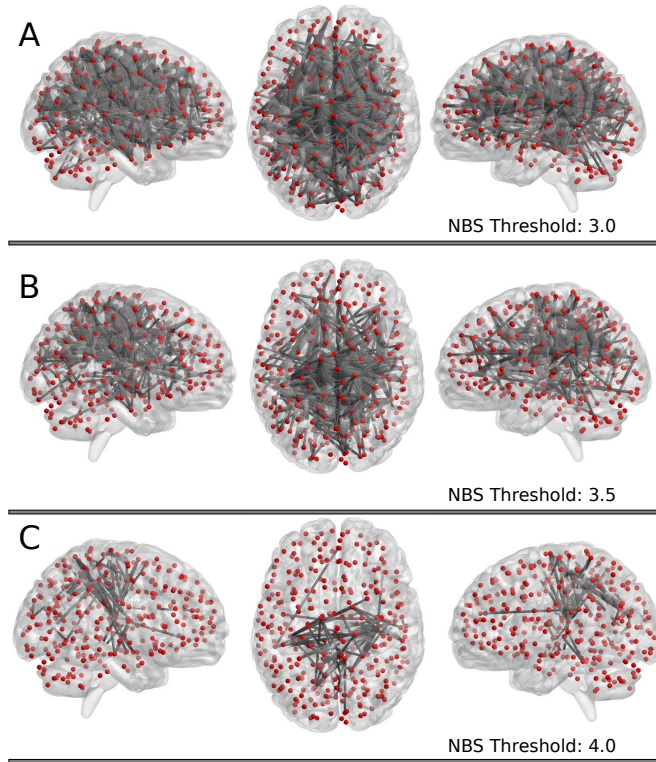 A
NBS Threshold: 3.0
B
NBS Threshold: 3.5
C
NBS Threshold: 4.0